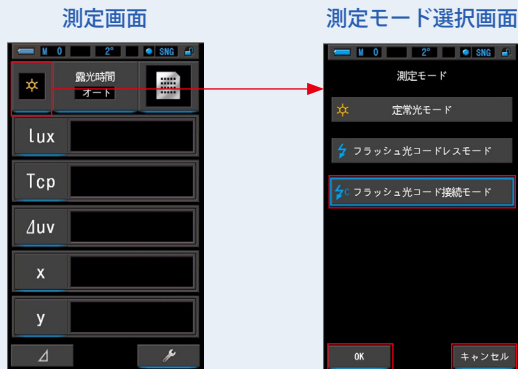 測定画面
測定モード選択画面
M 0 2° SNG
露光時間
オート
lux
Tcp
⊿uv
x
y
⊿
M 0 2° SNG
測定モード
定常光モード
フラッシュ光コードレスモード
C フラッシュ光コード接続モード
OK
キャンセル